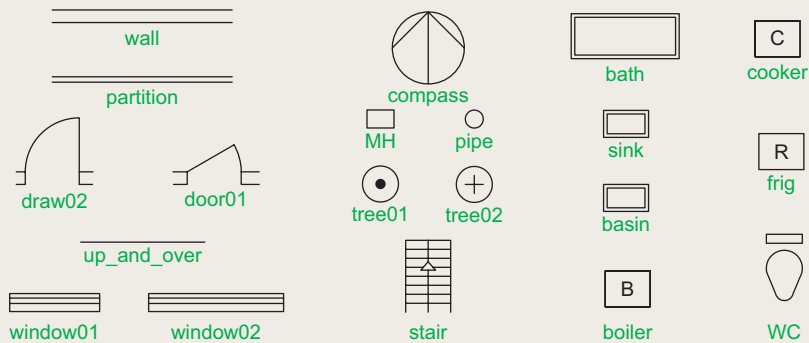 wall
partition
draw02
door01
up_and_over
window01
window02
compass
MH
pipe
tree01
tree02
stair
bath
sink
basin
B
boiler
C
cooker
R
frig
WC